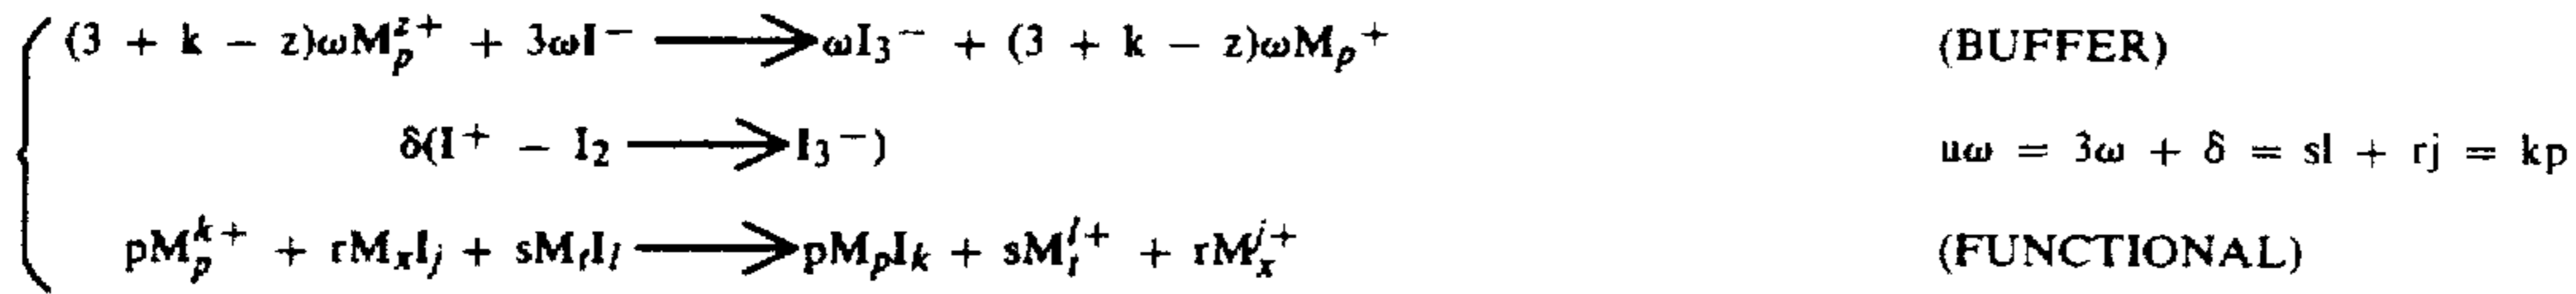 (3 + k − z)ωM_p^{z+} + 3ωI^− ⟶ ωI_3^− + (3 + k − z)ωM_p^+ (BUFFER)
δ(I^+ − I_2 ⟶ I_3^−) uω = 3ω + δ = sl + rj = kp
pM_p^{k+} + rM_xI_j + sM_tI_l ⟶ pM_pI_k + sM_t^{l+} + rM_x^{j+} (FUNCTIONAL)